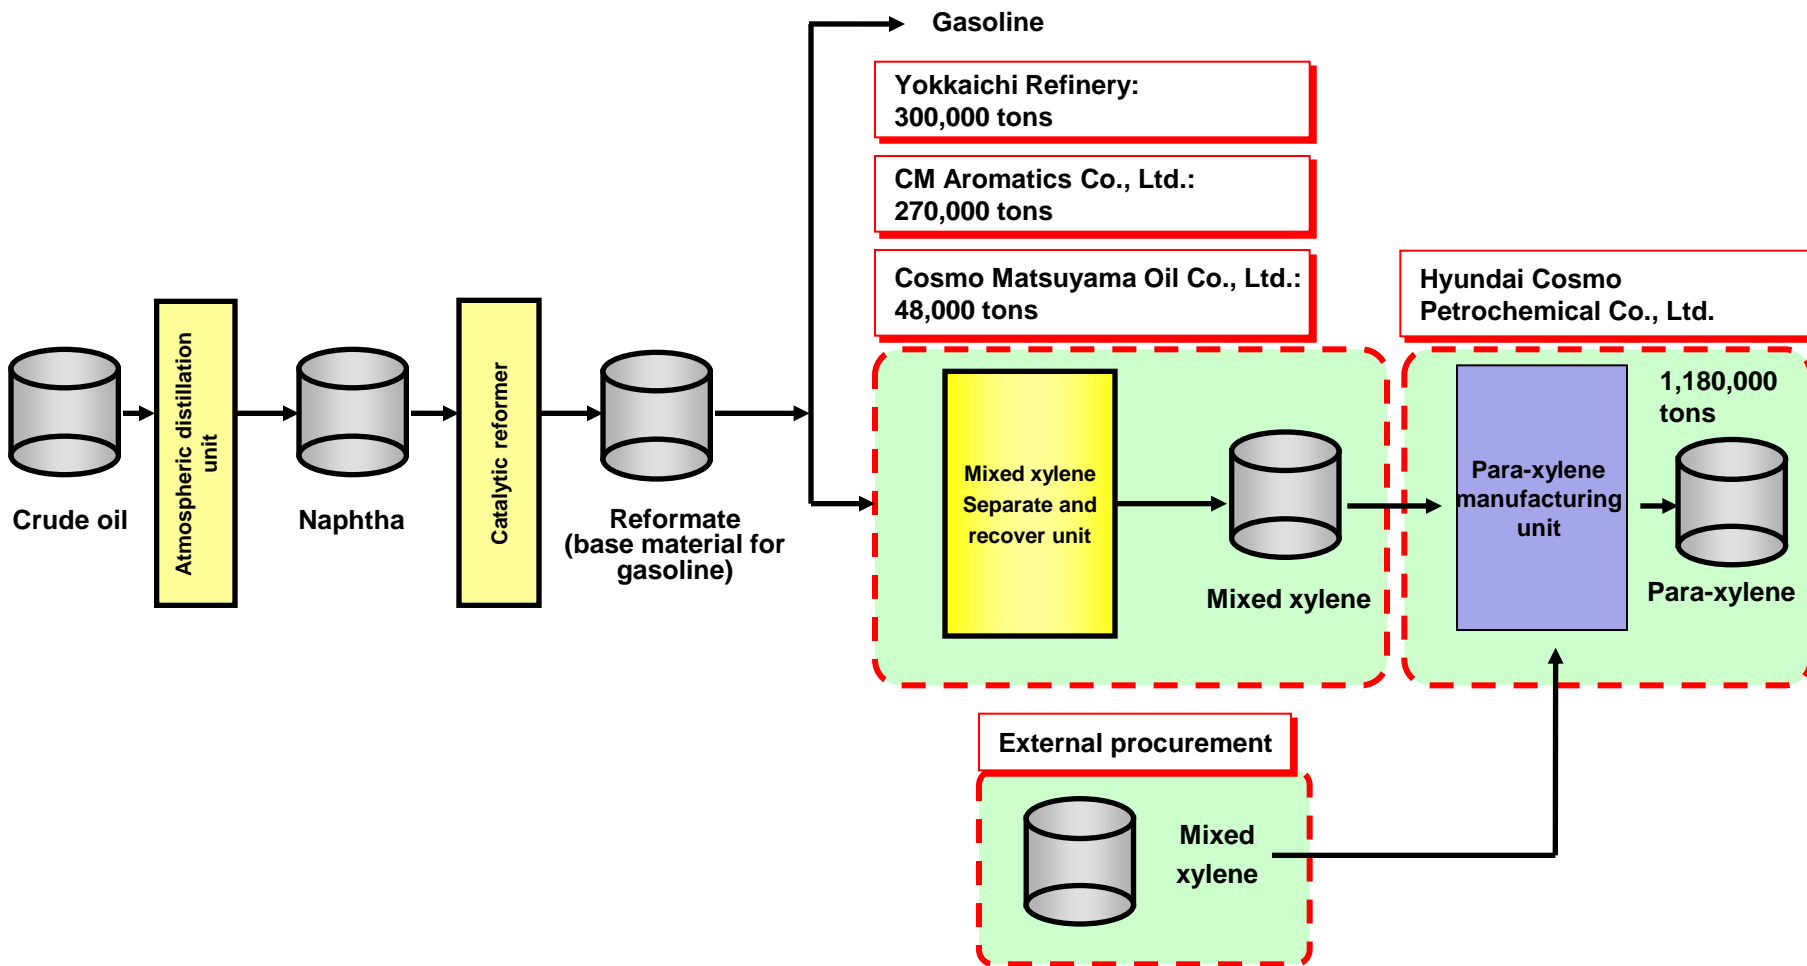 Gasoline
Yokkaichi Refinery:
300,000 tons
CM Aromatics Co., Ltd.:
270,000 tons
Cosmo Matsuyama Oil Co., Ltd.:
48,000 tons
Hyundai Cosmo
Petrochemical Co., Ltd.
Crude oil
Atmospheric distillation
unit
Naphtha
Catalytic reformer
Reformate
(base material for
gasoline)
Mixed xylene
Separate and
recover unit
Mixed xylene
Para-xylene
manufacturing
unit
1,180,000
tons
Para-xylene
External procurement
Mixed
xylene